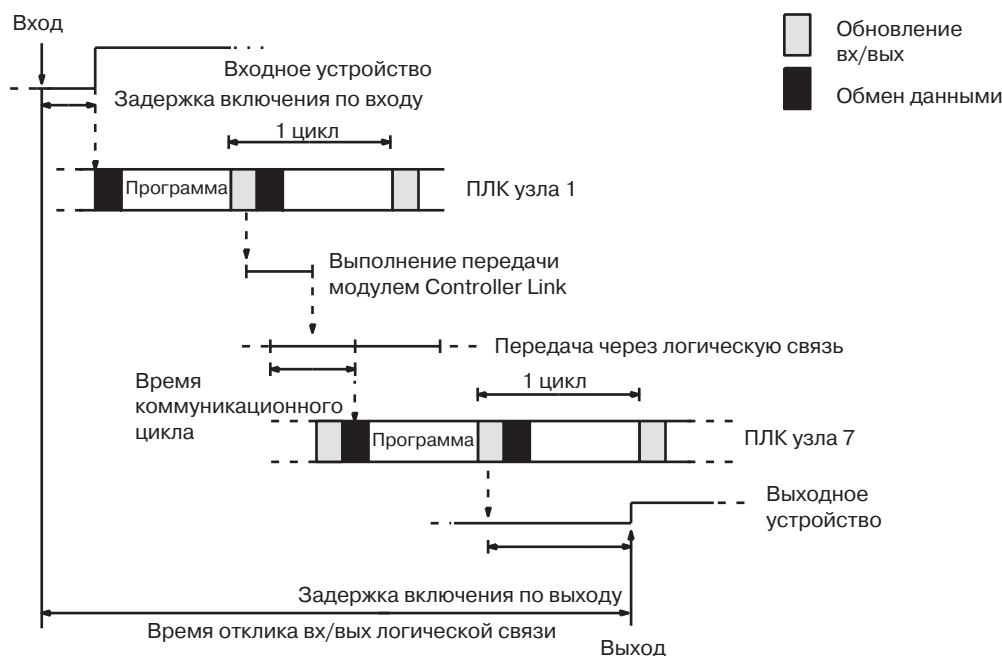 Вход
Обновление
вх/вых
Обмен данными
Входное устройство
Задержка включения по входу
1 цикл
Программа
ПЛК узла 1
Выполнение передачи
модулем Controller Link
Передача через логическую связь
Время
коммуникационного
цикла
1 цикл
Программа
ПЛК узла 7
Выходное
устройство
Задержка включения по выходу
Время отклика вх/вых логической связи
Выход